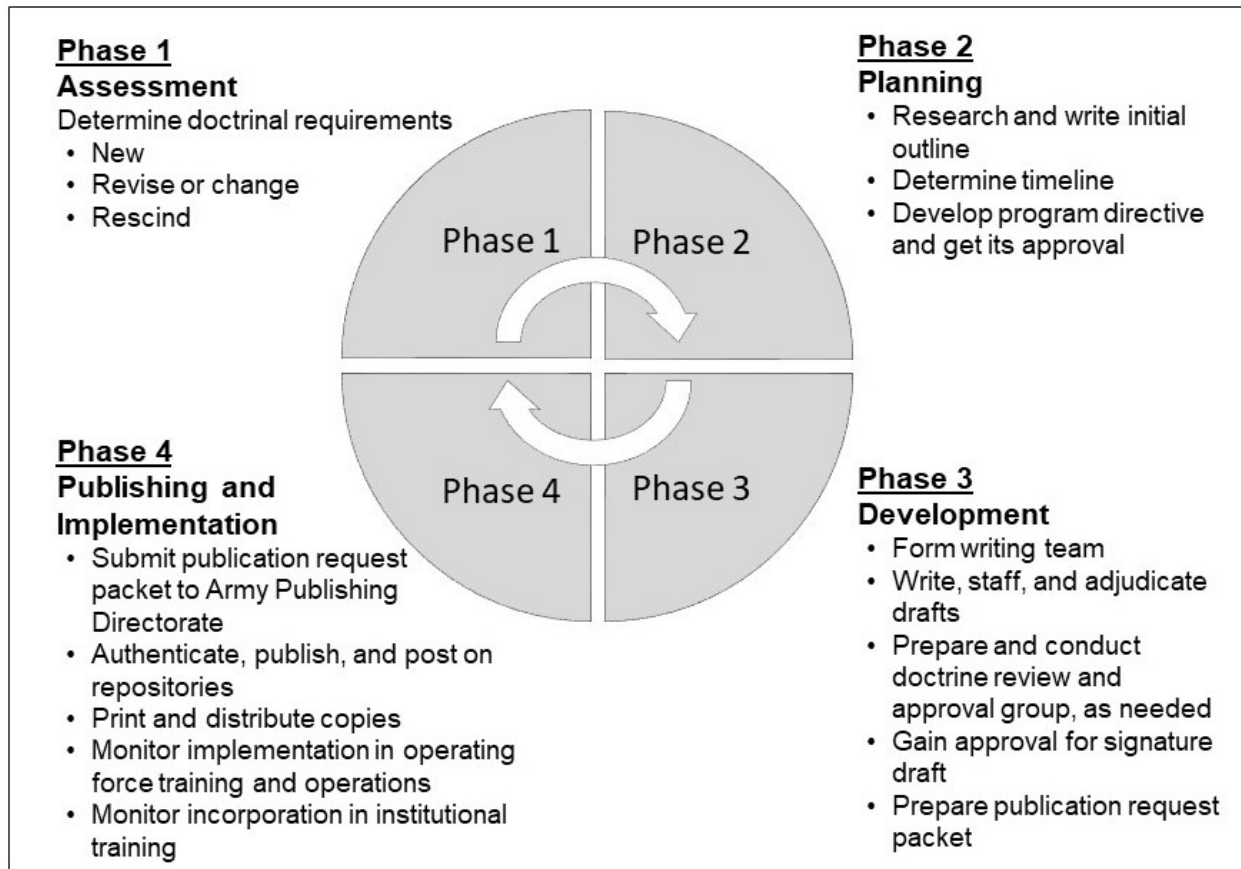 Phase 1
Assessment
Determine doctrinal requirements
• New
• Revise or change
• Rescind
Phase 2
Planning
• Research and write initial
outline
• Determine timeline
• Develop program directive
and get its approval
Phase 1
Phase 2
Phase 4
Phase 3
Phase 4
Publishing and
Implementation
• Submit publication request
packet to Army Publishing
Directorate
• Authenticate, publish, and post on
repositories
• Print and distribute copies
• Monitor implementation in operating
force training and operations
• Monitor incorporation in institutional
training
Phase 3
Development
• Form writing team
• Write, staff, and adjudicate
drafts
• Prepare and conduct
doctrine review and
approval group, as needed
• Gain approval for signature
draft
• Prepare publication request
packet